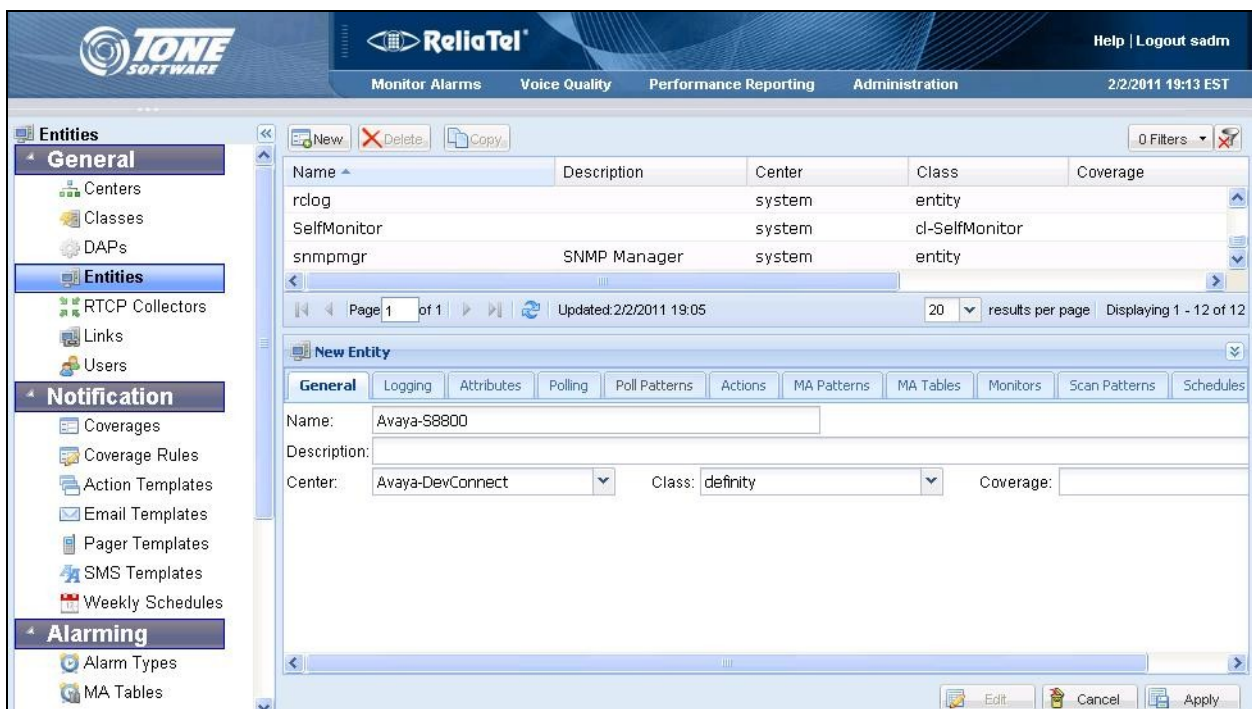 TONE
SOFTWARE
ReliaTel
Help | Logout sadm
Monitor Alarms Voice Quality Performance Reporting Administration 2/2/2011 19:13 EST
Entities
General
Centers
Classes
DAPs
Entities
RTCP Collectors
Links
Users
Notification
Coverages
Coverage Rules
Action Templates
Email Templates
Pager Templates
SMS Templates
Weekly Schedules
Alarming
Alarm Types
MA Tables
New Delete Copy 0 Filters
Name Description Center Class Coverage
rclog system entity
SelfMonitor system cl-SelfMonitor
snmpmgr SNMP Manager system entity
Page 1 of 1 Updated:2/2/2011 19:05 20 results per page Displaying 1 - 12 of 12
New Entity
General Logging Attributes Polling Poll Patterns Actions MA Patterns MA Tables Monitors Scan Patterns Schedules
Name: Avaya-S8800
Description:
Center: Avaya-DevConnect Class: definity Coverage:
Edit Cancel Apply